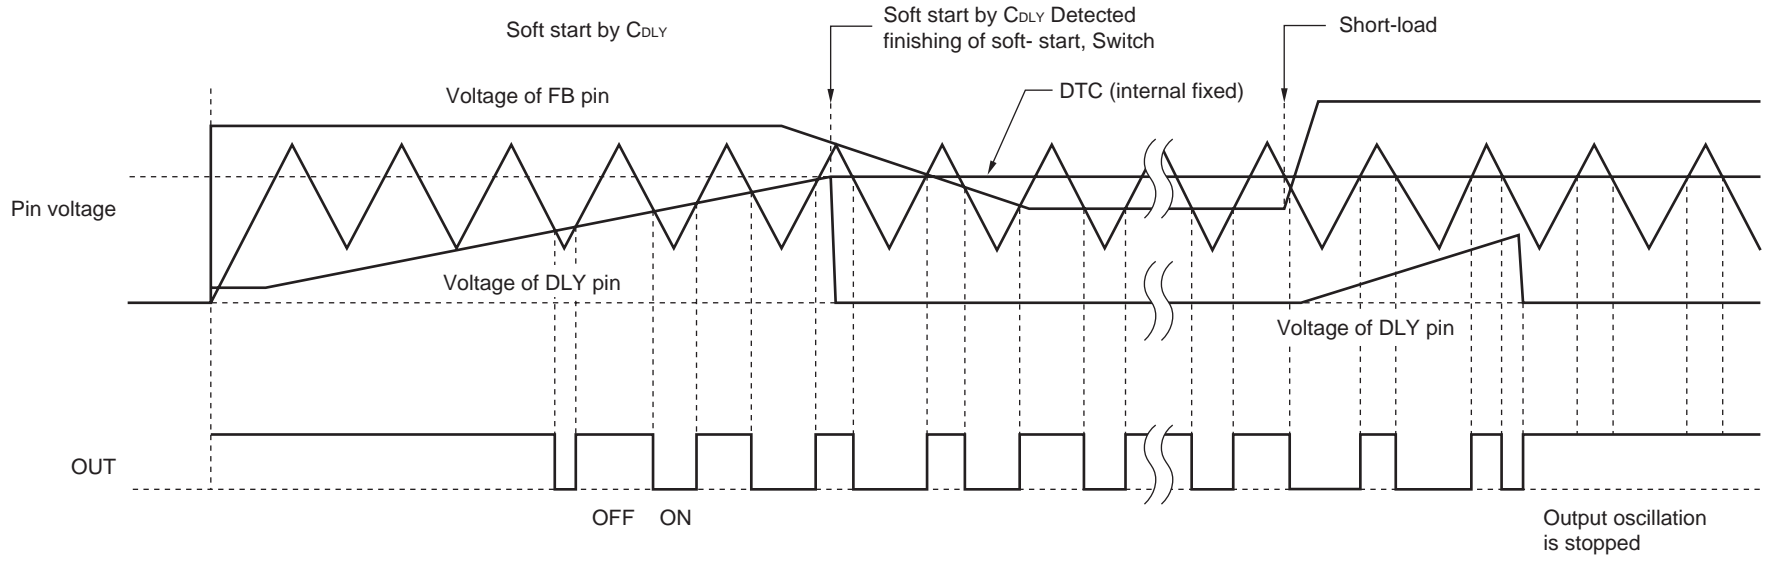 Soft start by CDLY
Soft start by CDLY Detected
finishing of soft- start, Switch
Short-load
Voltage of FB pin
DTC (internal fixed)
Pin voltage
Voltage of DLY pin
Voltage of DLY pin
OUT
OFF ON
Output oscillation
is stopped